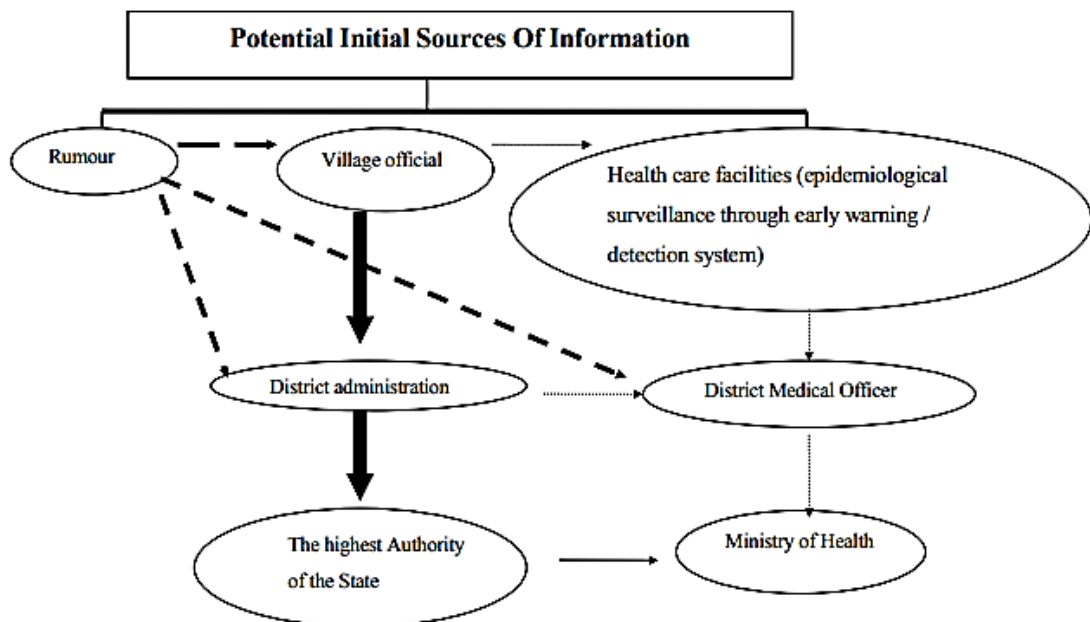 Potential Initial Sources Of Information
Rumour
Village official
Health care facilities (epidemiological
surveillance through early warning /
detection system)
District administration
District Medical Officer
The highest Authority
of the State
Ministry of Health